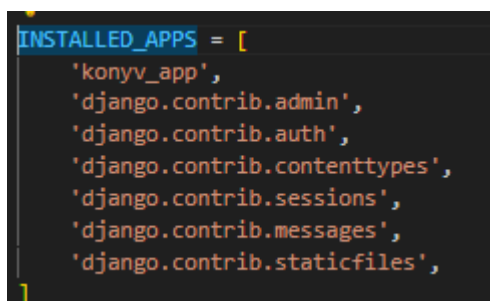 INSTALLED_APPS = [
    'konyv_app',
    'django.contrib.admin',
    'django.contrib.auth',
    'django.contrib.contenttypes',
    'django.contrib.sessions',
    'django.contrib.messages',
    'django.contrib.staticfiles',
]